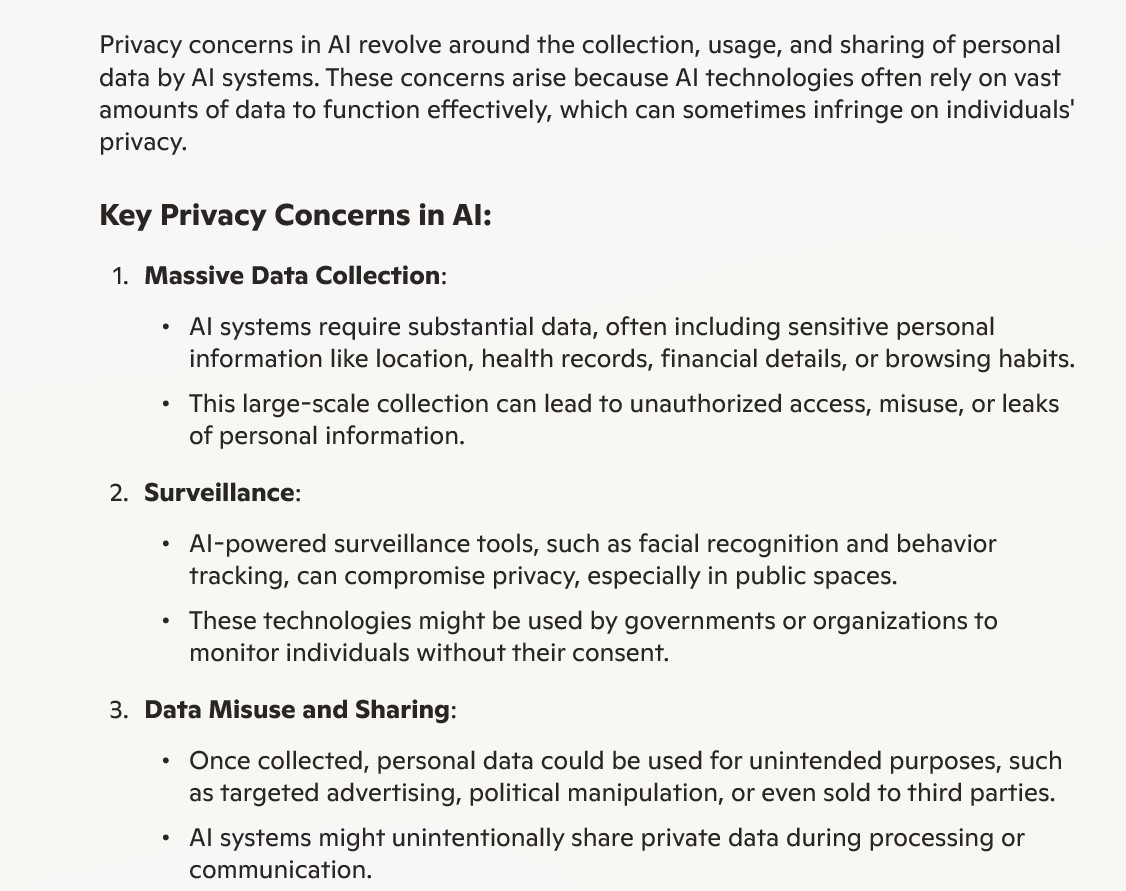 Privacy concerns in AI revolve around the collection, usage, and sharing of personal
data by AI systems. These concerns arise because AI technologies often rely on vast
amounts of data to function effectively, which can sometimes infringe on individuals'
privacy.
Key Privacy Concerns in AI:
1. Massive Data Collection:
• AI systems require substantial data, often including sensitive personal
information like location, health records, financial details, or browsing habits.
• This large-scale collection can lead to unauthorized access, misuse, or leaks
of personal information.
2. Surveillance:
• AI-powered surveillance tools, such as facial recognition and behavior
tracking, can compromise privacy, especially in public spaces.
• These technologies might be used by governments or organizations to
monitor individuals without their consent.
3. Data Misuse and Sharing:
• Once collected, personal data could be used for unintended purposes, such
as targeted advertising, political manipulation, or even sold to third parties.
• AI systems might unintentionally share private data during processing or
communication.